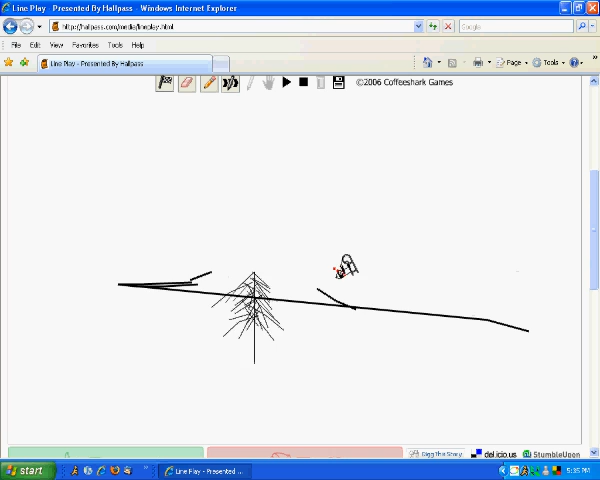 Line Play - Presented By Hallpass - Windows Internet Explorer
http://hallpass.com/media/lineplay.html
Google
File Edit View Favorites Tools Help
Line Play - Presented By Hallpass
Page Tools
©2006 Coffeeshark Games
Digg This Story
del.icio.us
StumbleUpon
start
Line Play - Presented ...
5:35 PM